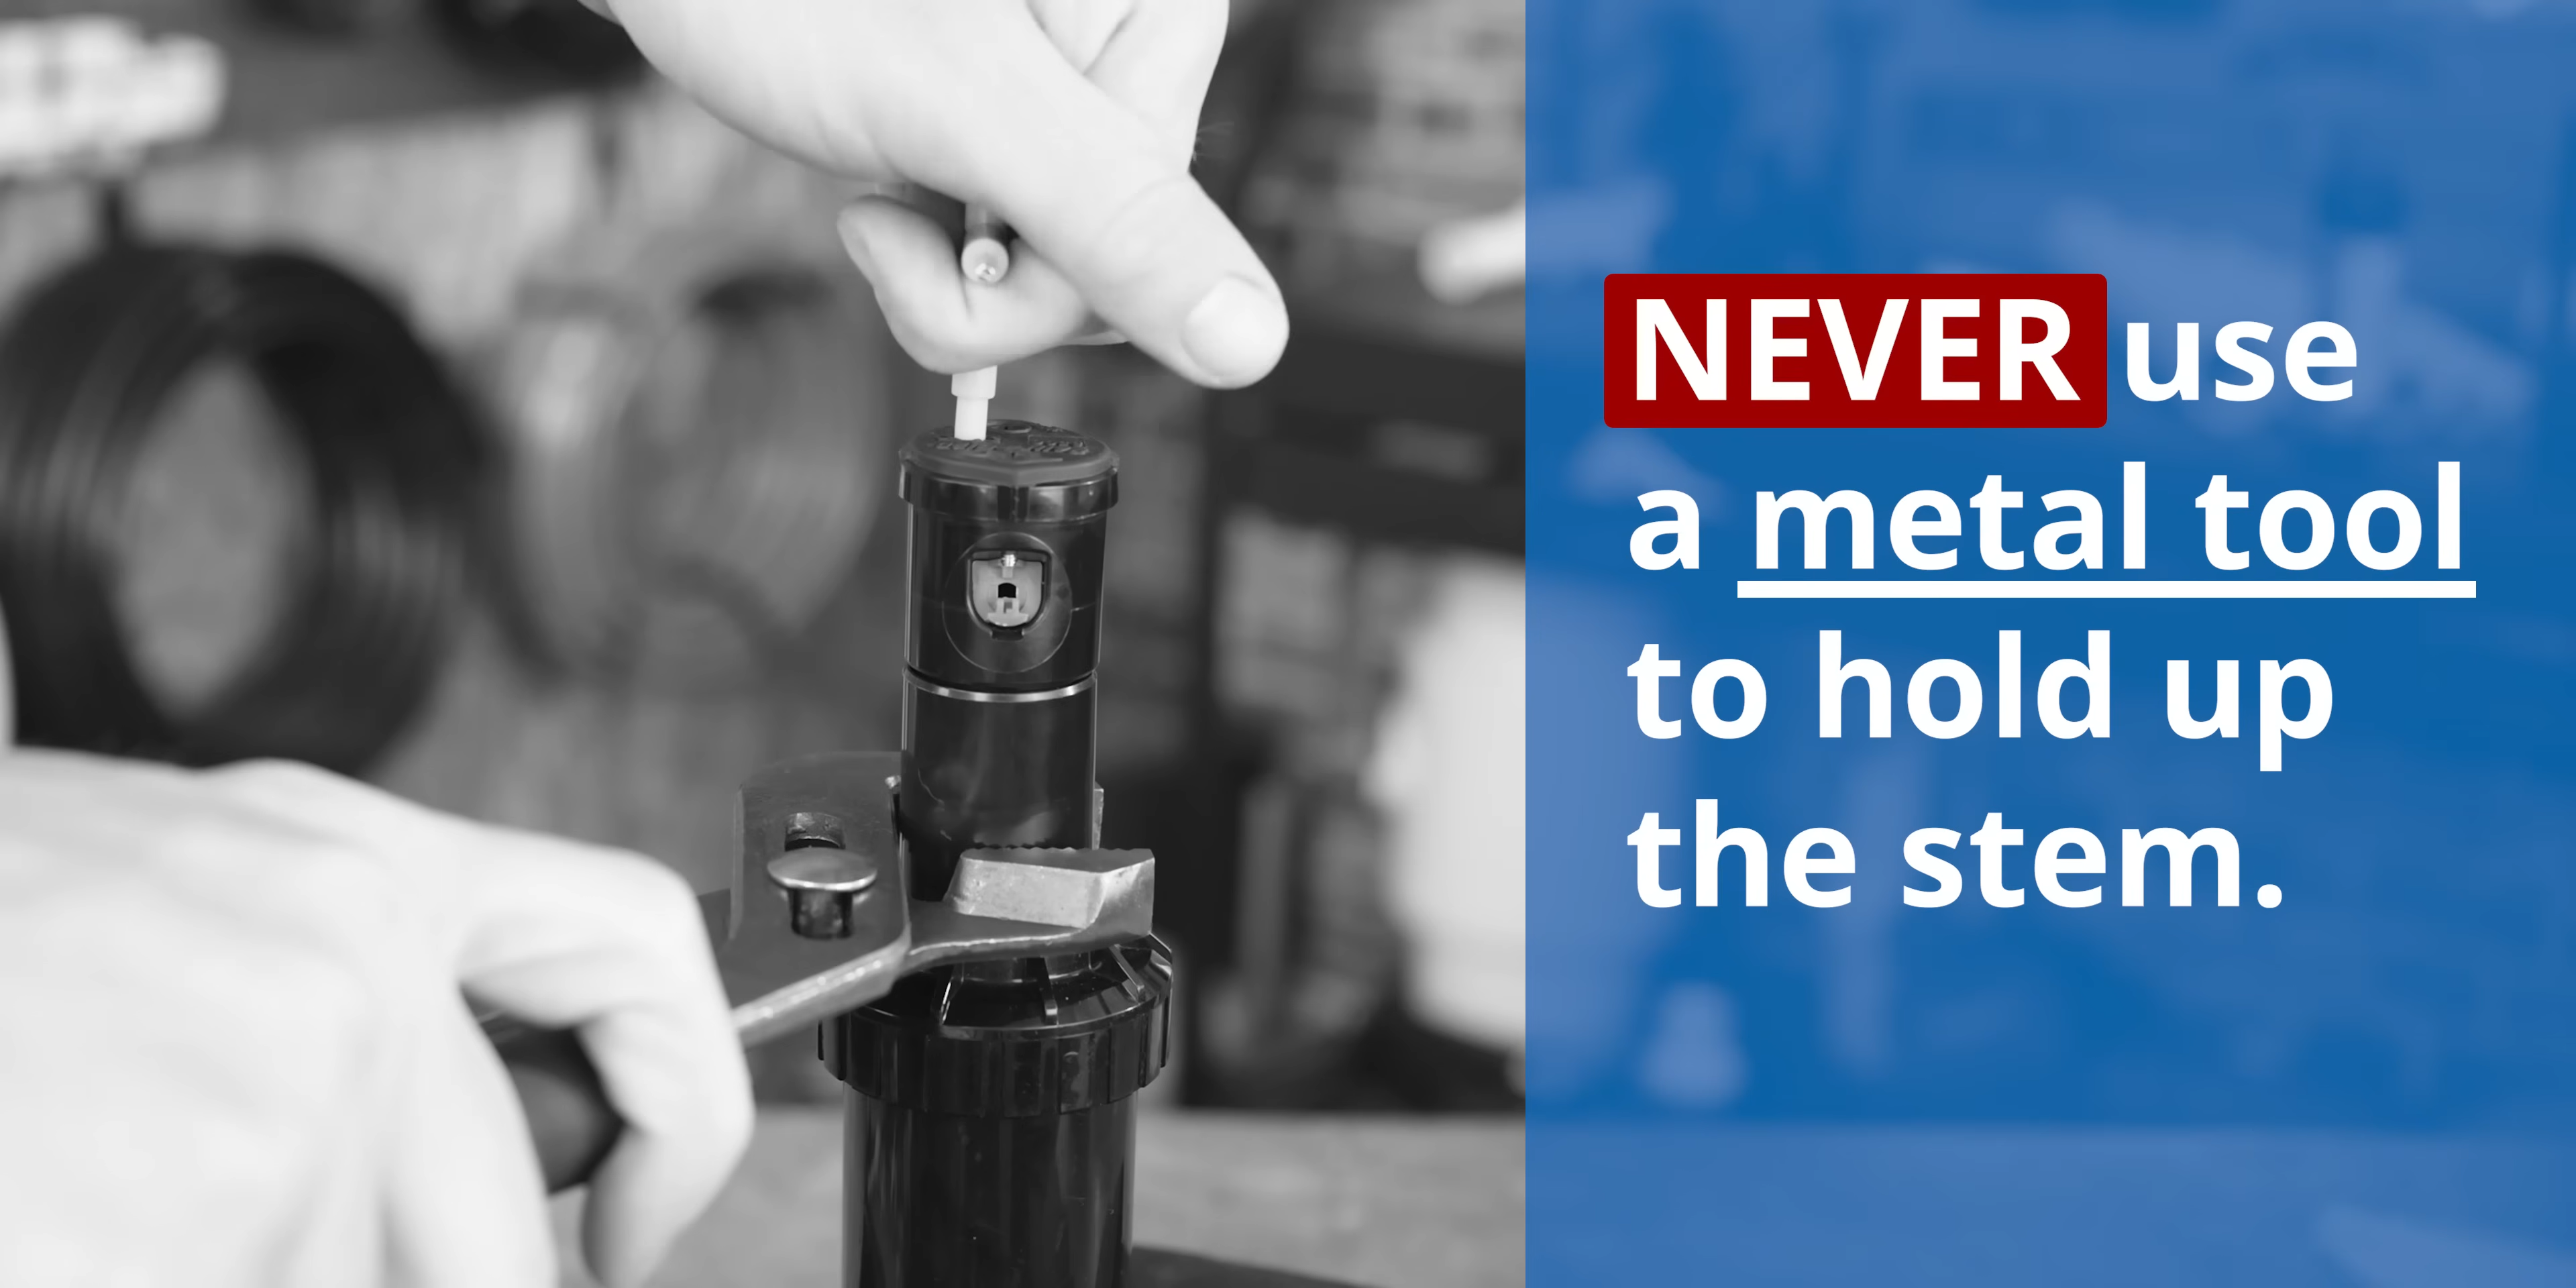 NEVER use
a metal tool
to hold up
the stem.